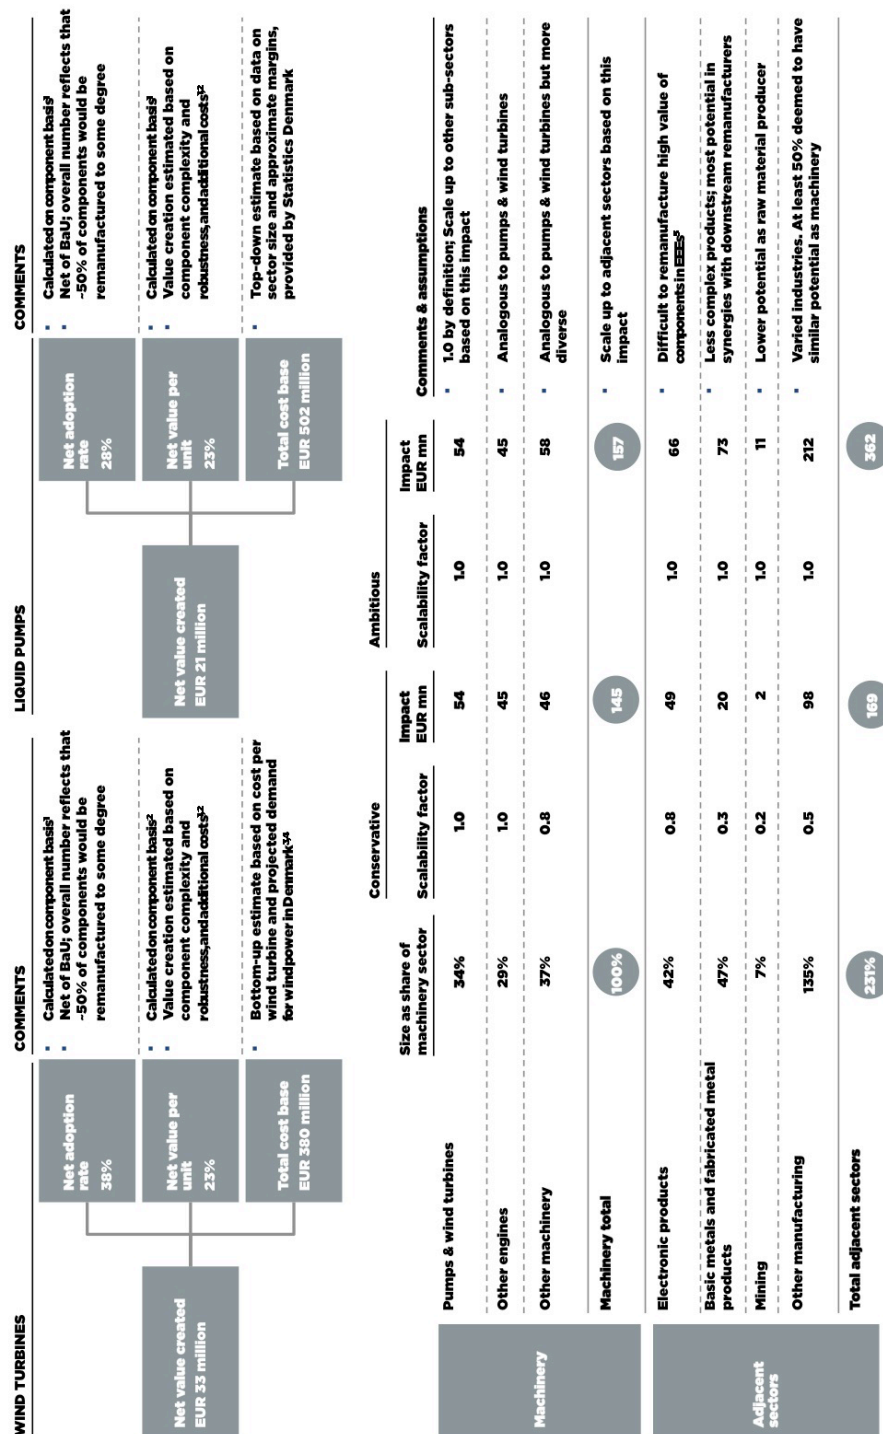 WIND TURBINES
COMMENTS
Net value created
EUR 33 million
Net adoption
rate
38%
▪ Calculated on component basis¹
▪ Net of BaU; overall number reflects that
~50% of components would be
remanufactured to some degree
Net value per
unit
23%
▪ Calculated on component basis²
▪ Value creation estimated based on
component complexity and
robustness, and additional costs¹,²
Total cost base
EUR 380 million
▪ Bottom-up estimate based on cost per
wind turbine and projected demand
for windpower in Denmark³,⁴
LIQUID PUMPS
COMMENTS
Net value created
EUR 21 million
Net adoption
rate
28%
▪ Calculated on component basis¹
▪ Net of BaU; overall number reflects that
~50% of components would be
remanufactured to some degree
Net value per
unit
23%
▪ Calculated on component basis¹
▪ Value creation estimated based on
component complexity and
robustness, and additional costs¹,²
Total cost base
EUR 502 million
▪ Top-down estimate based on data on
sector size and approximate margins,
provided by Statistics Denmark
Conservative
Ambitious
Size as share of
machinery sector
Scalability factor
Impact
EUR mn
Scalability factor
Impact
EUR mn
Comments & assumptions
Machinery
Pumps & wind turbines 34% 1.0 54 1.0 54 ▪ 1.0 by definition; Scale up to other sub-sectors
based on this impact
Other engines 29% 1.0 45 1.0 45 ▪ Analogous to pumps & wind turbines
Other machinery 37% 0.8 46 1.0 58 ▪ Analogous to pumps & wind turbines but more
diverse
Machinery total 100% 145 157 ▪ Scale up to adjacent sectors based on this
impact
Adjacent
sectors
Electronic products 42% 0.8 49 1.0 66 ▪ Difficult to remanufacture high value of
components in EEEs⁵
Basic metals and fabricated metal
products 47% 0.3 20 1.0 73 ▪ Less complex products; most potential in
synergies with downstream remanufacturers
Mining 7% 0.2 2 1.0 11 ▪ Lower potential as raw material producer
Other manufacturing 135% 0.5 98 1.0 212 ▪ Varied industries. At least 50% deemed to have
similar potential as machinery
Total adjacent sectors 231% 169 362